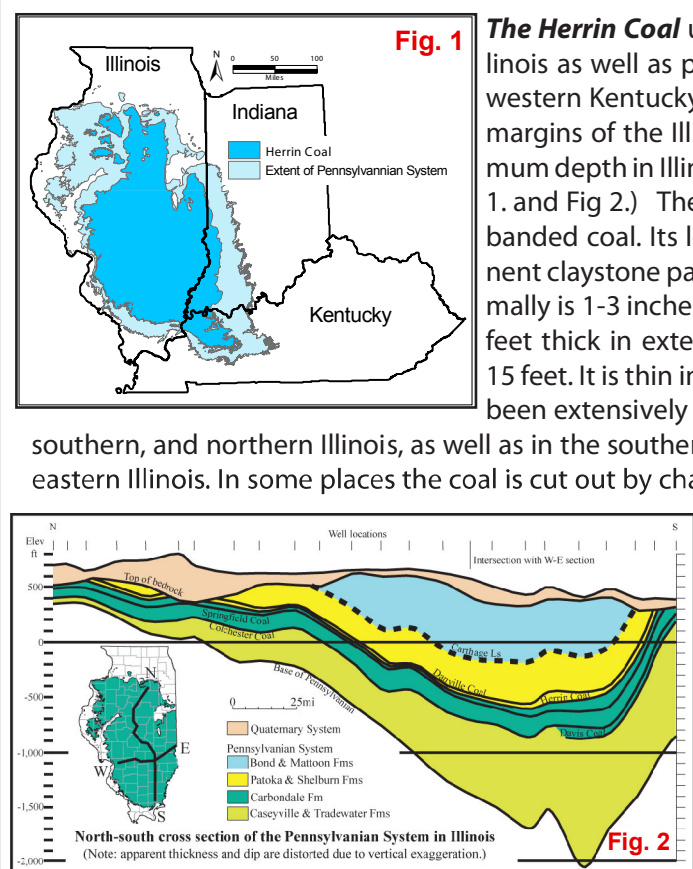 Fig. 1
Illinois
N
0 50 100
Miles
Indiana
Herrin Coal
Extent of Pennsylvannian System
Kentucky
The Herrin Coal
linois as well as p
western Kentucky
margins of the Ill
mum depth in Illin
1. and Fig 2.) The
banded coal. Its l
nent claystone pa
mally is 1-3 inche
feet thick in exte
15 feet. It is thin i
been extensively
southern, and northern Illinois, as well as in the souther
eastern Illinois. In some places the coal is cut out by cha
N
S
Elev
ft
Well locations
Intersection with W-E section
500
0
-500
-1,000
-1,500
-2,000
Top of bedrock
Springfield Coal
Colchester Coal
Base of Pennsylvanian
Carthage Ls
Danville Coal
Herrin Coal
Davis Coal
N
E
W
S
0 25mi
Quaternary System
Pennsylvanian System
Bond & Mattoon Fms
Patoka & Shelburn Fms
Carbondale Fm
Caseyville & Tradewater Fms
North-south cross section of the Pennsylvanian System in Illinois
(Note: apparent thickness and dip are distorted due to vertical exaggeration.)
Fig. 2